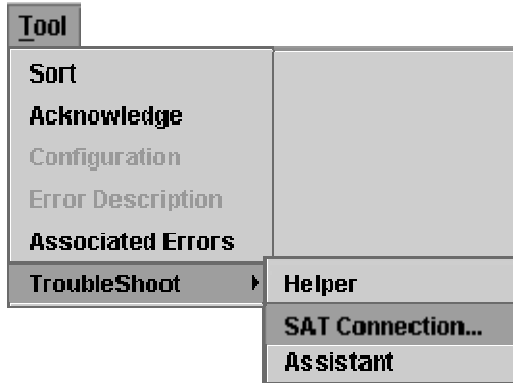 Tool
Sort
Acknowledge
Configuration
Error Description
Associated Errors
TroubleShoot
Helper
SAT Connection...
Assistant